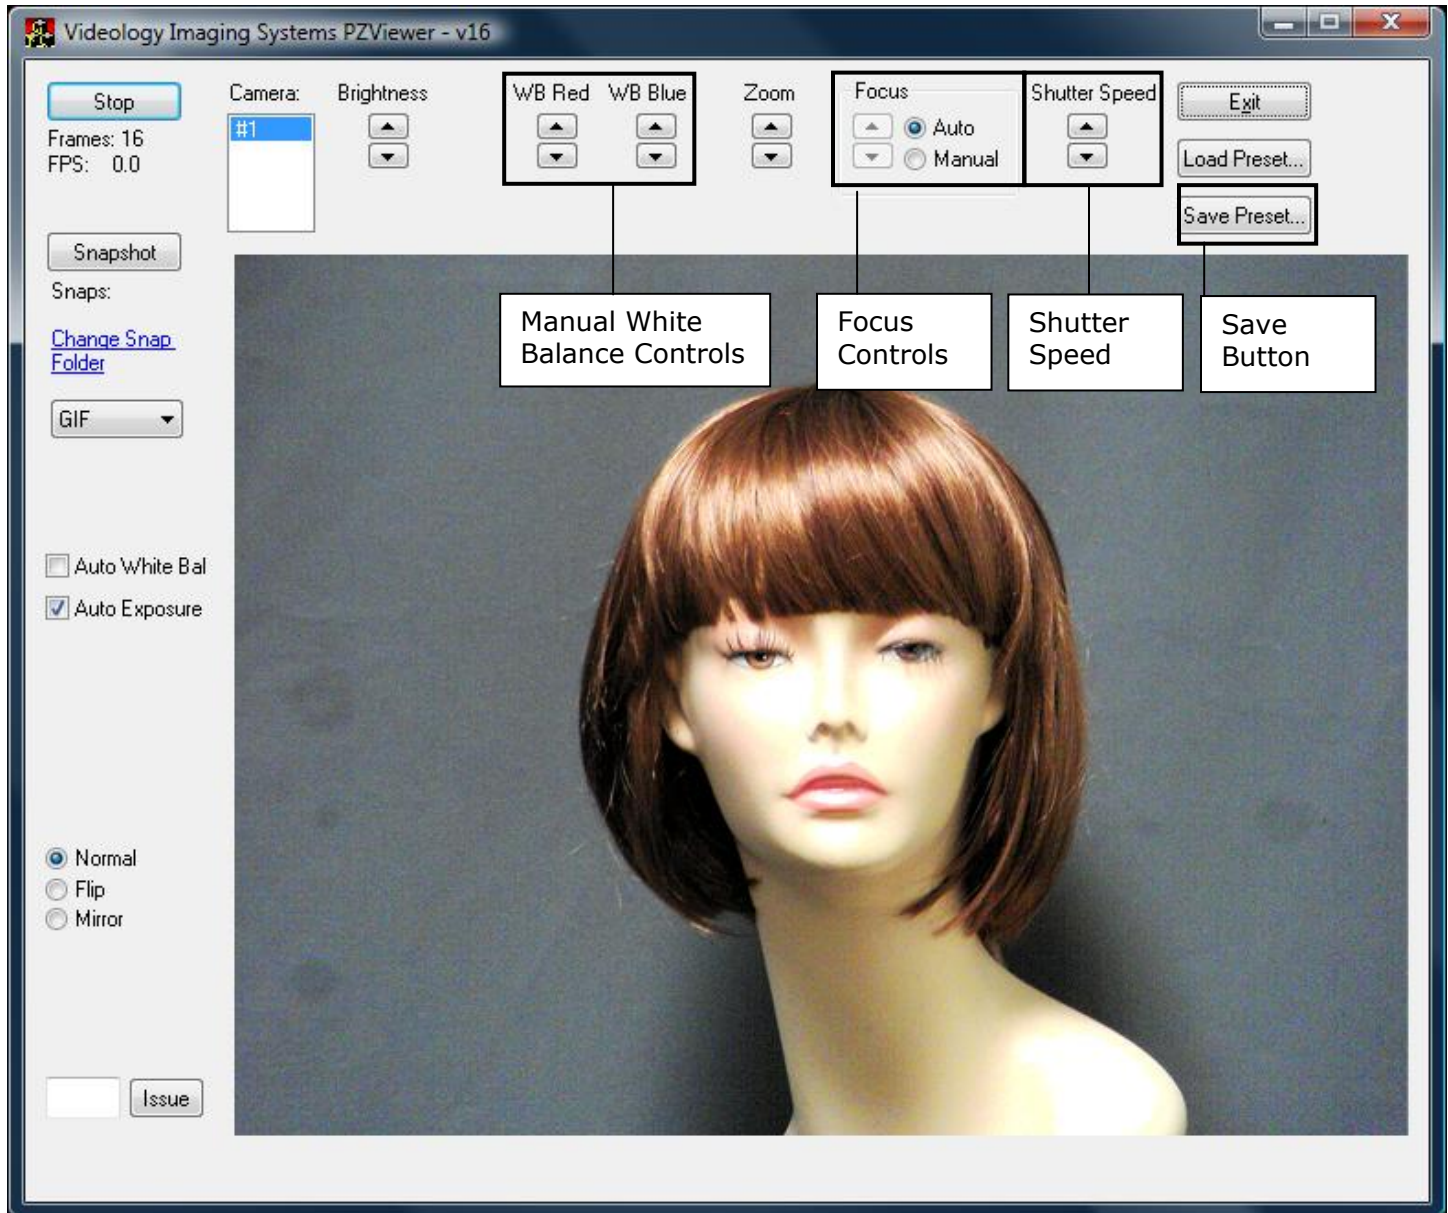 Videology Imaging Systems PZViewer - v16
Stop
Frames: 16
FPS: 0.0
Camera:
#1
Brightness
WB Red
WB Blue
Zoom
Focus
Auto
Manual
Shutter Speed
Exit
Load Preset...
Save Preset...
Snapshot
Snaps:
Change Snap
Folder
GIF
Manual White
Balance Controls
Focus
Controls
Shutter
Speed
Save
Button
Auto White Bal
Auto Exposure
Normal
Flip
Mirror
Issue